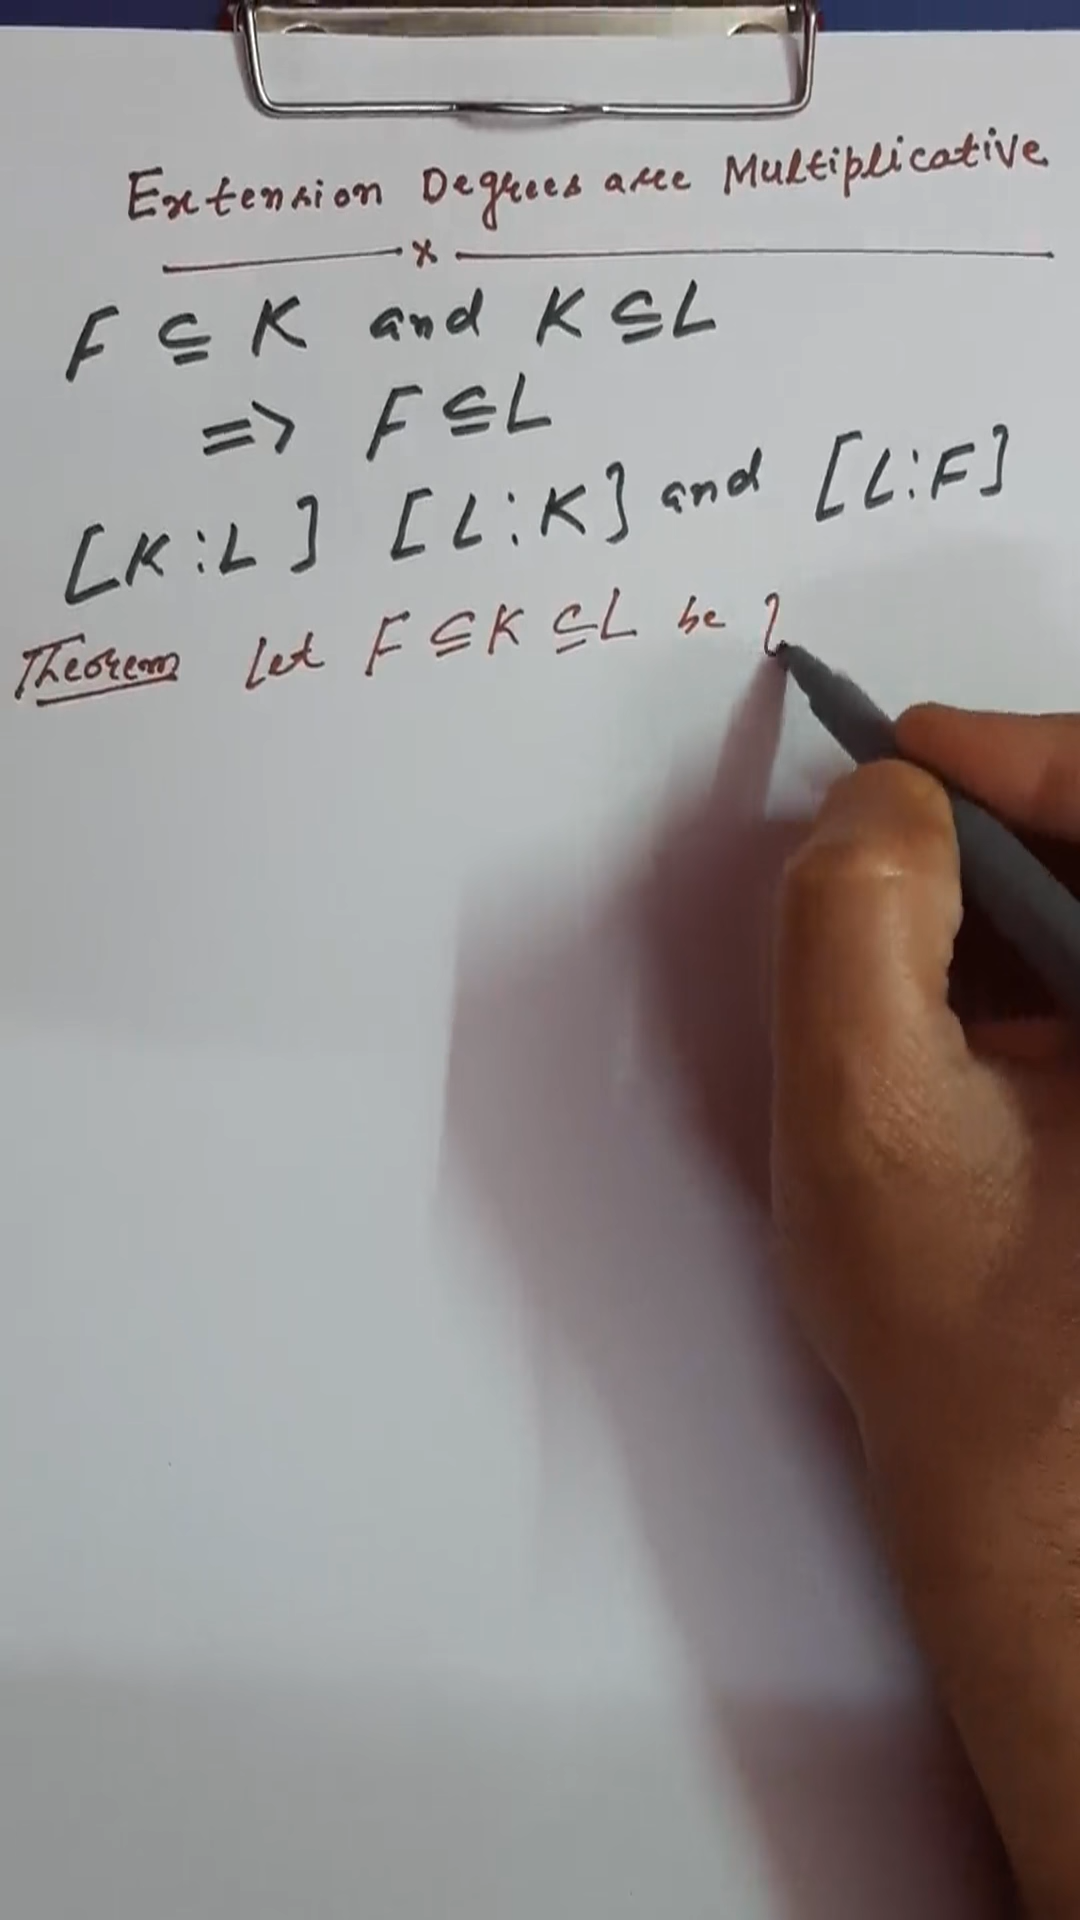 Extension Degrees are Multiplicative
x
F ⊆ K and K ⊆ L
=> F ⊆ L
[K:L] [L:K] and [L:F]
Theorem Let F ⊆ K ⊆ L be